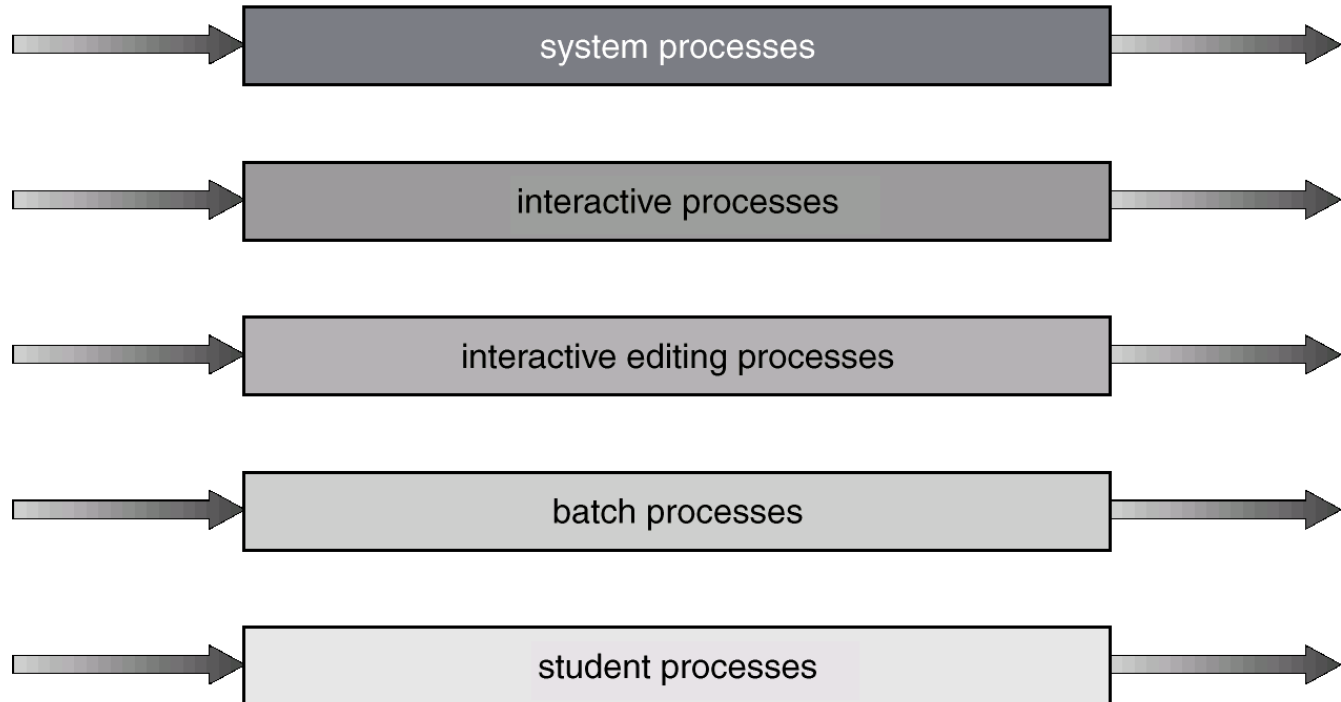 system processes
interactive processes
interactive editing processes
batch processes
student processes